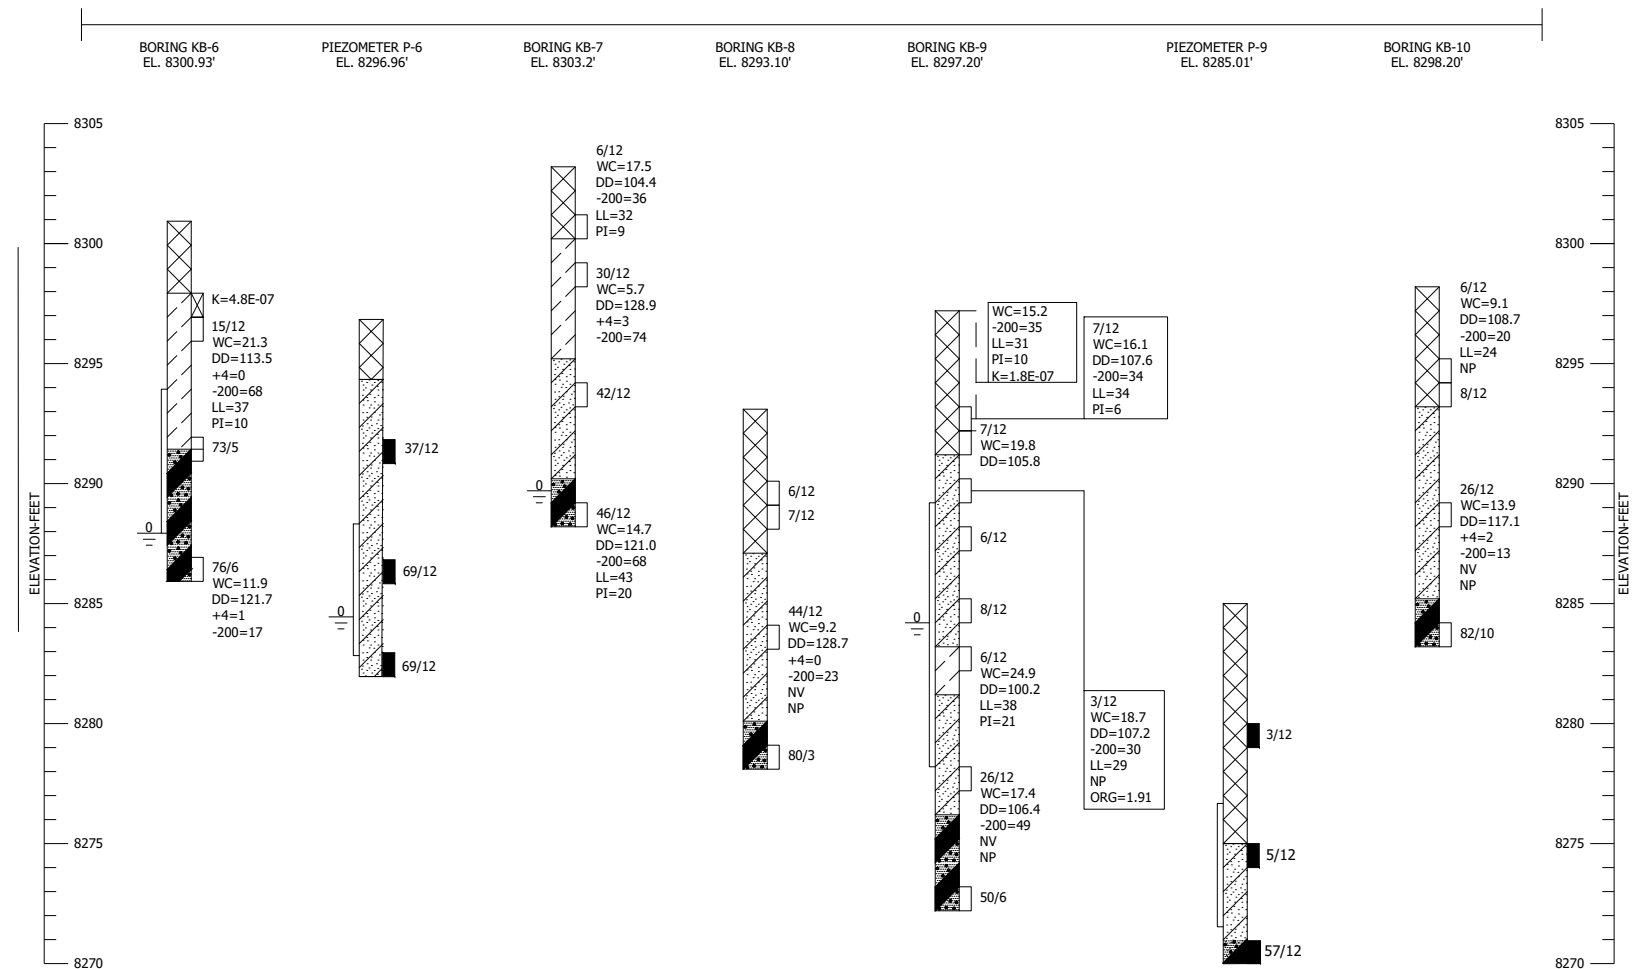 BORING KB-6
EL. 8300.93'
PIEZOMETER P-6
EL. 8296.96'
BORING KB-7
EL. 8303.2'
BORING KB-8
EL. 8293.10'
BORING KB-9
EL. 8297.20'
PIEZOMETER P-9
EL. 8285.01'
BORING KB-10
EL. 8298.20'
ELEVATION-FEET
8305
8300
8295
8290
8285
8280
8275
8270
K=4.8E-07
15/12
WC=21.3
DD=113.5
+4=0
-200=68
LL=37
PI=10
73/5
0
76/6
WC=11.9
DD=121.7
+4=1
-200=17
37/12
69/12
0
69/12
6/12
WC=17.5
DD=104.4
-200=36
LL=32
PI=9
30/12
WC=5.7
DD=128.9
+4=3
-200=74
42/12
0
46/12
WC=14.7
DD=121.0
-200=68
LL=43
PI=20
6/12
7/12
44/12
WC=9.2
DD=128.7
+4=0
-200=23
NV
NP
80/3
WC=15.2
-200=35
LL=31
PI=10
K=1.8E-07
7/12
WC=16.1
DD=107.6
-200=34
LL=34
PI=6
7/12
WC=19.8
DD=105.8
6/12
8/12
0
6/12
WC=24.9
DD=100.2
LL=38
PI=21
3/12
WC=18.7
DD=107.2
-200=30
LL=29
NP
ORG=1.91
26/12
WC=17.4
DD=106.4
-200=49
NV
NP
50/6
3/12
5/12
57/12
6/12
WC=9.1
DD=108.7
-200=20
LL=24
NP
8/12
26/12
WC=13.9
DD=117.1
+4=2
-200=13
NV
NP
82/10
8305
8300
8295
8290
8285
8280
8275
8270
ELEVATION-FEET